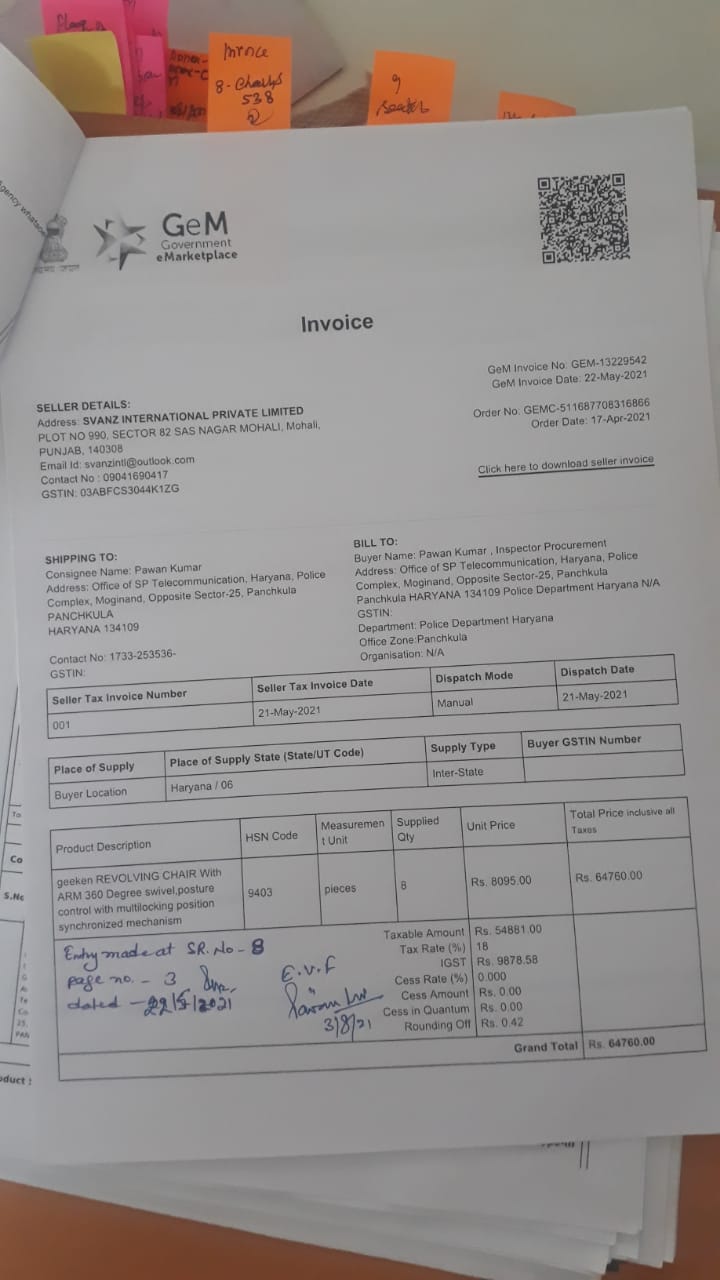 Invoice
8- Chairs
538
9
GeM
Government
eMarketplace
Invoice
GeM Invoice No: GEM-13229542
GeM Invoice Date: 22-May-2021
Order No: GEMC-511687708316866
Order Date: 17-Apr-2021
Click here to download seller invoice
SELLER DETAILS:
Address: SVANZ INTERNATIONAL PRIVATE LIMITED
PLOT NO 990, SECTOR 82 SAS NAGAR MOHALI, Mohali,
PUNJAB, 140308
Email Id: svanzintl@outlook.com
Contact No : 09041690417
GSTIN: 03ABFCS3044K1ZG
SHIPPING TO:
Consignee Name: Pawan Kumar
Address: Office of SP Telecommunication, Haryana, Police
Complex, Moginand, Opposite Sector-25, Panchkula
PANCHKULA
HARYANA 134109
Contact No: 1733-253536-
GSTIN:
BILL TO:
Buyer Name: Pawan Kumar , Inspector Procurement
Address: Office of SP Telecommunication, Haryana, Police
Complex, Moginand, Opposite Sector-25, Panchkula
Panchkula HARYANA 134109 Police Department Haryana N/A
GSTIN:
Department: Police Department Haryana
Office Zone:Panchkula
Organisation: N/A
Seller Tax Invoice Number Seller Tax Invoice Date Dispatch Mode Dispatch Date
001 21-May-2021 Manual 21-May-2021
Place of Supply Place of Supply State (State/UT Code) Supply Type Buyer GSTIN Number
Buyer Location Haryana / 06 Inter-State
Product Description HSN Code Measuremen t Unit Supplied Qty Unit Price Total Price inclusive all Taxes
geeken REVOLVING CHAIR With
ARM 360 Degree swivel,posture
control with multilocking position
synchronized mechanism
9403 pieces 8 Rs. 8095.00 Rs. 64760.00
Taxable Amount Rs. 54881.00
Tax Rate (%) 18
IGST Rs. 9878.58
Cess Rate (%) 0.000
Cess Amount Rs. 0.00
Cess in Quantum Rs. 0.00
Rounding Off Rs. 0.42
Grand Total Rs. 64760.00
Entry made at SR. No - 8
page no. - 3
dated - 22/5/2021
E.V.F
3/8/21